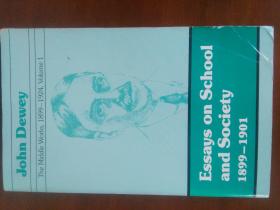 John Dewey
The Middle Works, 1899–1924, Volume 1
Essays on School
and Society
1899–1901